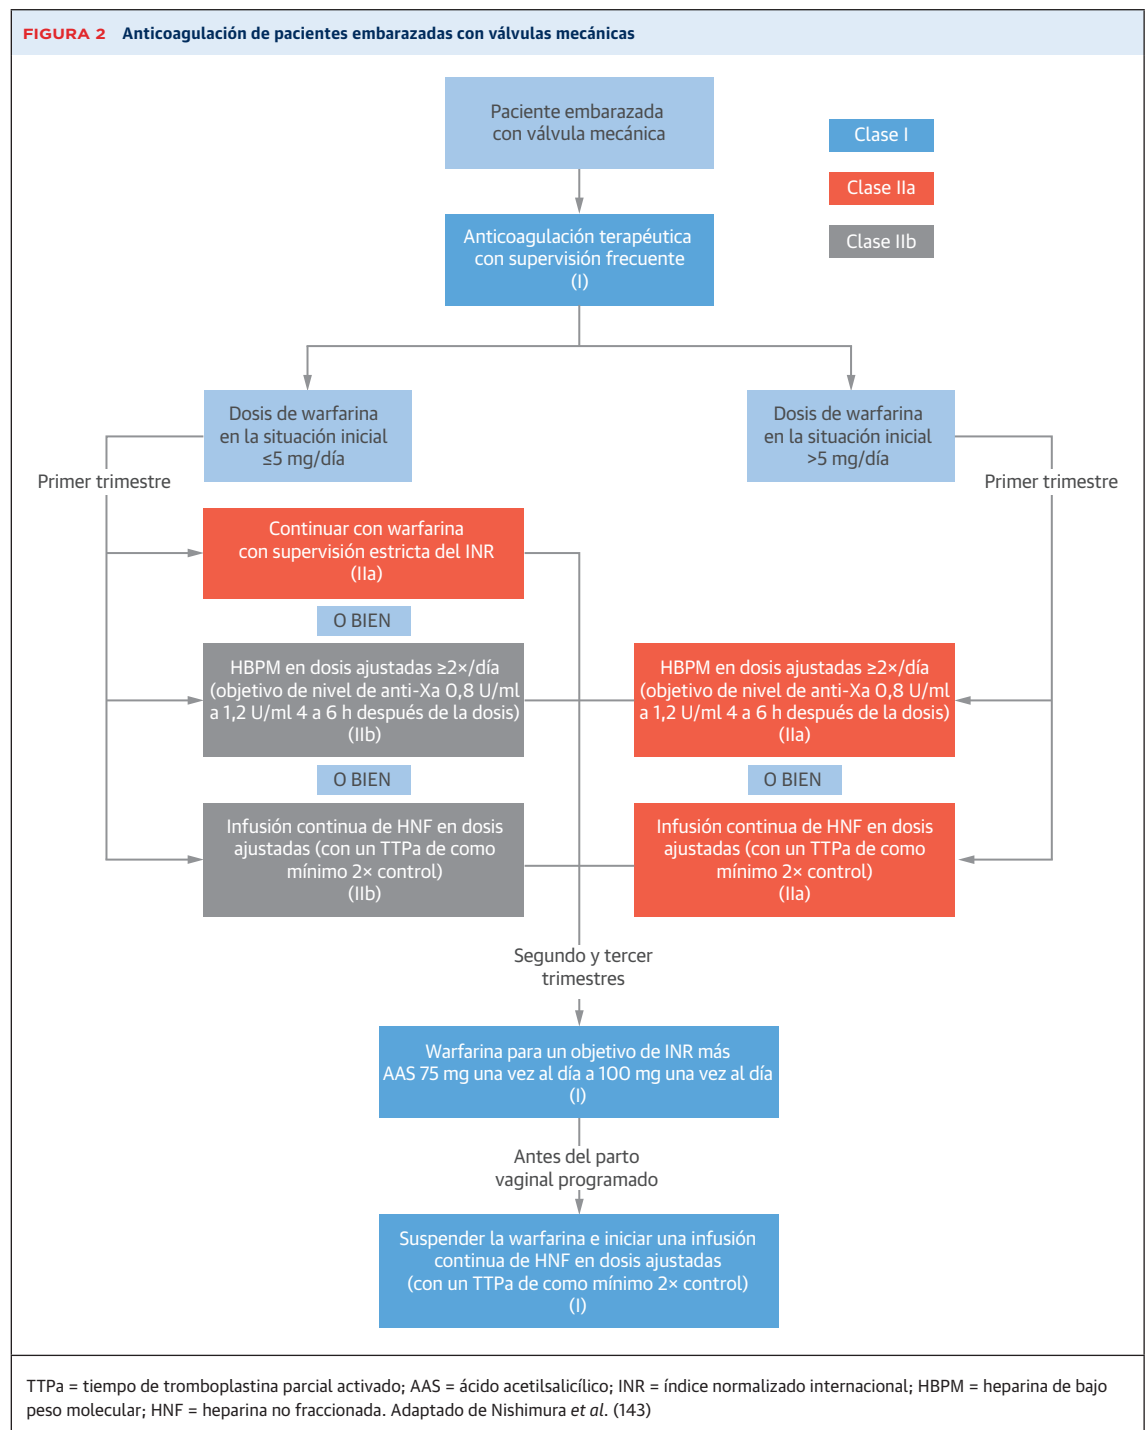 FIGURA 2 Anticoagulación de pacientes embarazadas con válvulas mecánicas
Paciente embarazada
con válvula mecánica
Clase I
Clase IIa
Clase IIb
Anticoagulación terapéutica
con supervisión frecuente
(I)
Dosis de warfarina
en la situación inicial
≤5 mg/día
Dosis de warfarina
en la situación inicial
>5 mg/día
Primer trimestre
Primer trimestre
Continuar con warfarina
con supervisión estricta del INR
(IIa)
O BIEN
HBPM en dosis ajustadas ≥2×/día
(objetivo de nivel de anti-Xa 0,8 U/ml
a 1,2 U/ml 4 a 6 h después de la dosis)
(IIb)
HBPM en dosis ajustadas ≥2×/día
(objetivo de nivel de anti-Xa 0,8 U/ml
a 1,2 U/ml 4 a 6 h después de la dosis)
(IIa)
O BIEN
O BIEN
Infusión continua de HNF en dosis
ajustadas (con un TTPa de como
mínimo 2× control)
(IIb)
Infusión continua de HNF en dosis
ajustadas (con un TTPa de como
mínimo 2× control)
(IIa)
Segundo y tercer
trimestres
Warfarina para un objetivo de INR más
AAS 75 mg una vez al día a 100 mg una vez al día
(I)
Antes del parto
vaginal programado
Suspender la warfarina e iniciar una infusión
continua de HNF en dosis ajustadas
(con un TTPa de como mínimo 2× control)
(I)
TTPa = tiempo de tromboplastina parcial activado; AAS = ácido acetilsalicílico; INR = índice normalizado internacional; HBPM = heparina de bajo
peso molecular; HNF = heparina no fraccionada. Adaptado de Nishimura et al. (143)